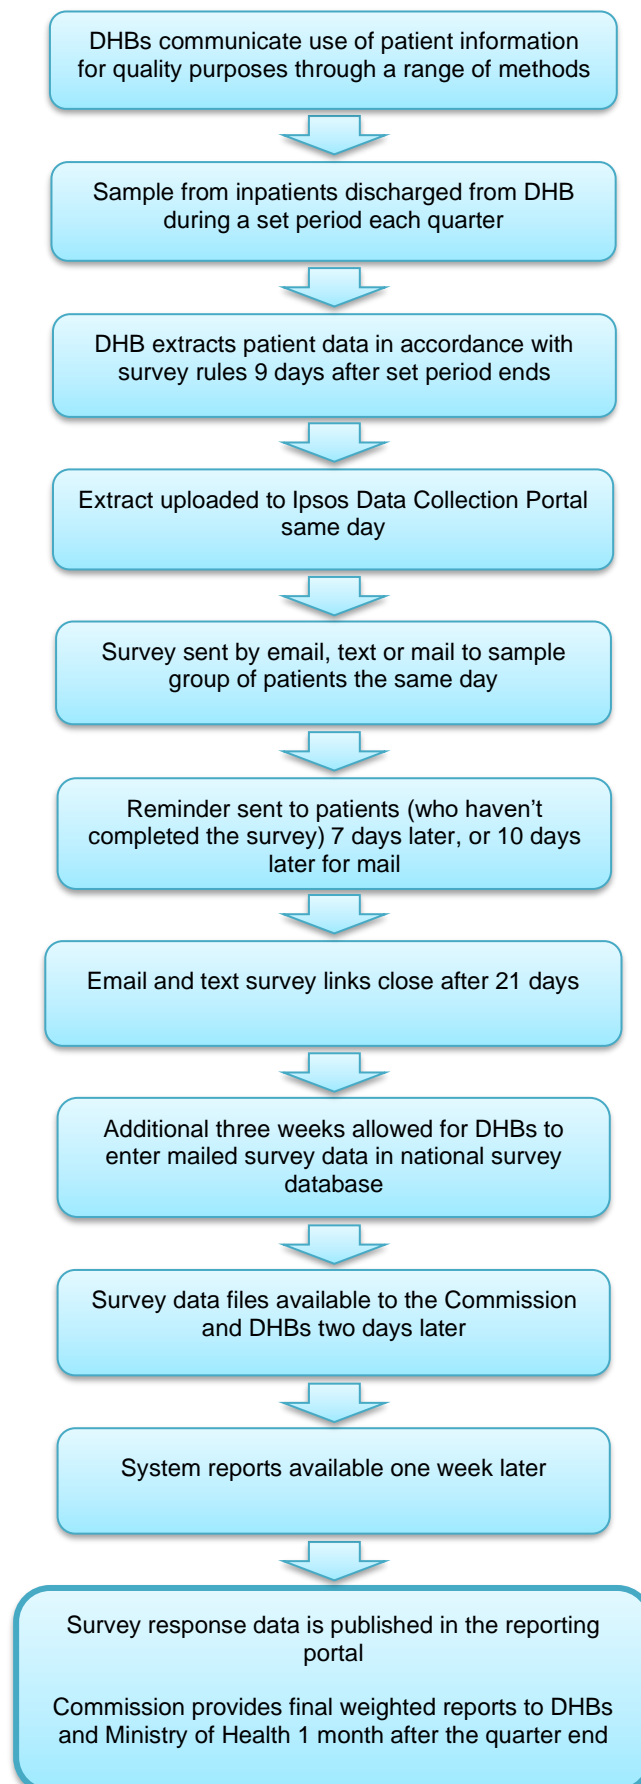 DHBs communicate use of patient information
for quality purposes through a range of methods
Sample from inpatients discharged from DHB
during a set period each quarter
DHB extracts patient data in accordance with
survey rules 9 days after set period ends
Extract uploaded to Ipsos Data Collection Portal
same day
Survey sent by email, text or mail to sample
group of patients the same day
Reminder sent to patients (who haven’t
completed the survey) 7 days later, or 10 days
later for mail
Email and text survey links close after 21 days
Additional three weeks allowed for DHBs to
enter mailed survey data in national survey
database
Survey data files available to the Commission
and DHBs two days later
System reports available one week later
Survey response data is published in the reporting
portal
Commission provides final weighted reports to DHBs
and Ministry of Health 1 month after the quarter end